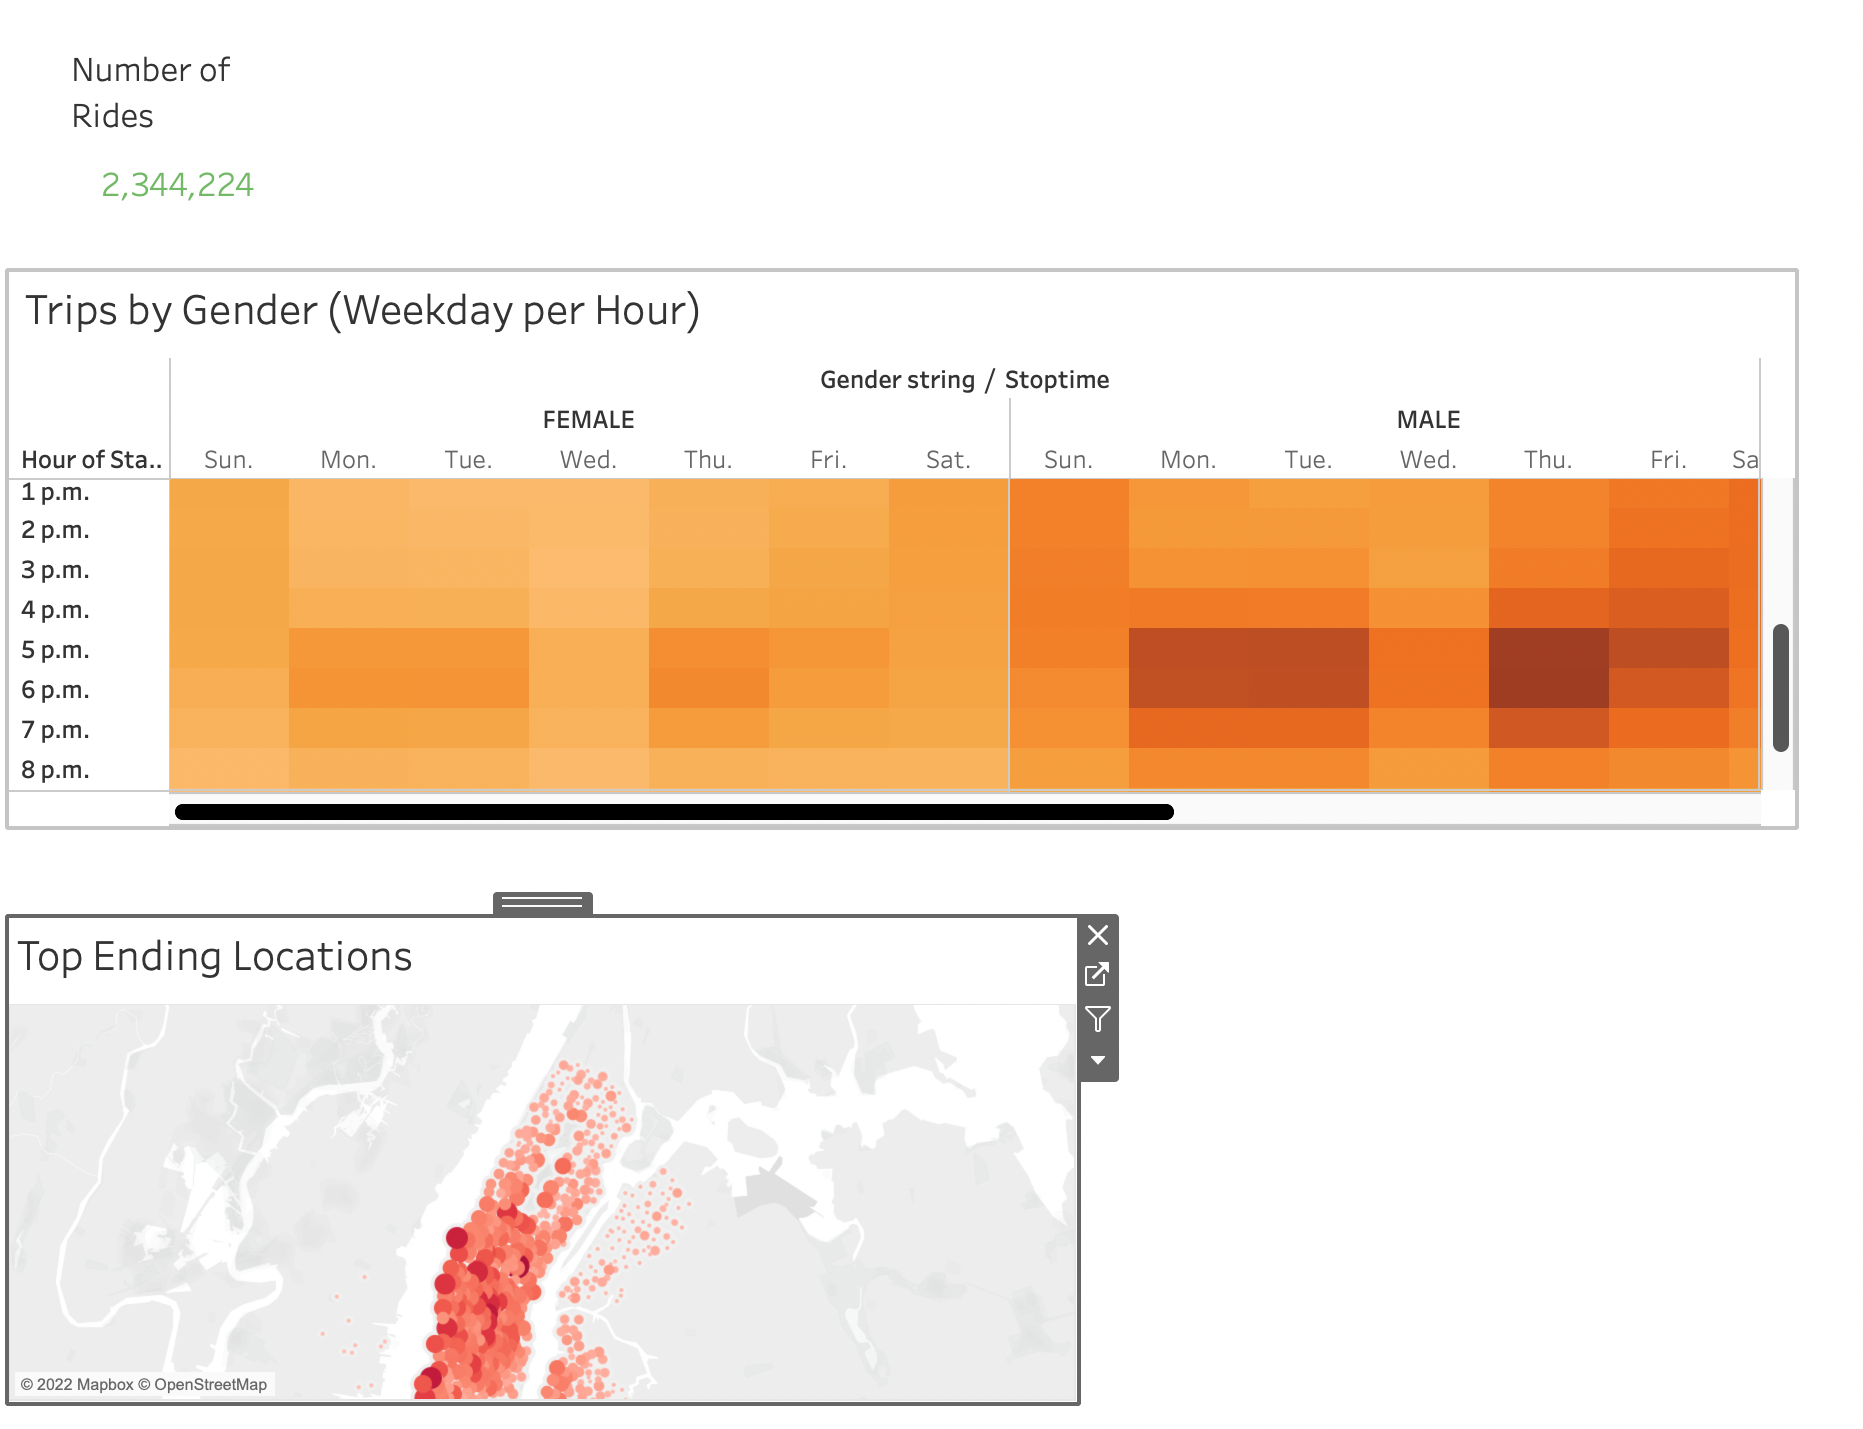 Number of
Rides
2,344,224
Trips by Gender (Weekday per Hour)
Gender string / Stoptime
FEMALE MALE
Hour of Sta.. Sun. Mon. Tue. Wed. Thu. Fri. Sat. Sun. Mon. Tue. Wed. Thu. Fri. Sa
1 p.m.
2 p.m.
3 p.m.
4 p.m.
5 p.m.
6 p.m.
7 p.m.
8 p.m.
Top Ending Locations
© 2022 Mapbox © OpenStreetMap